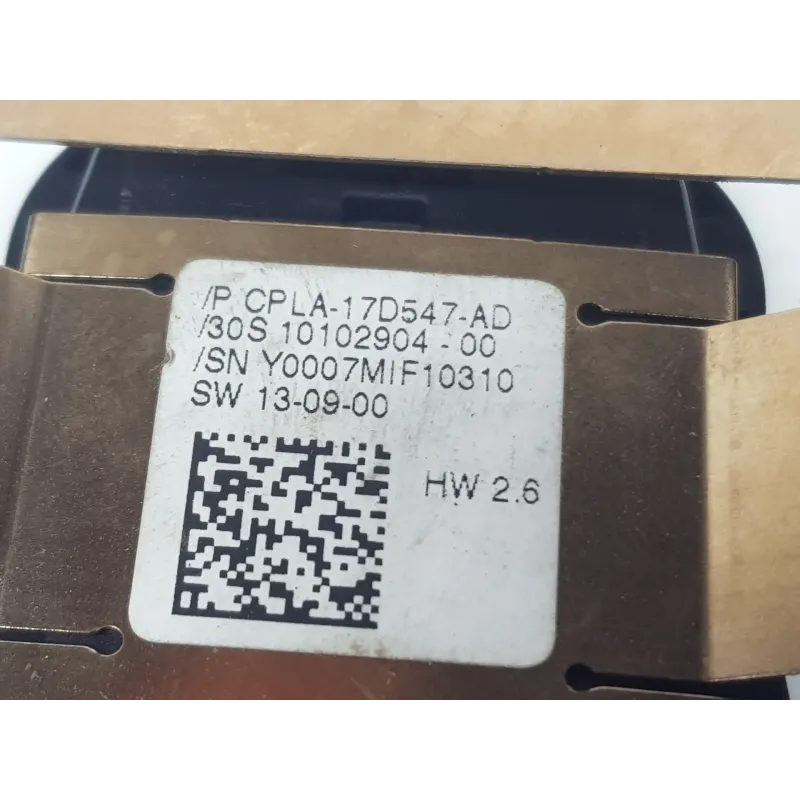 /P CPLA-17D547-AD
/30S 10102904-00
/SN Y0007MIF10310
SW 13-09-00
HW 2.6